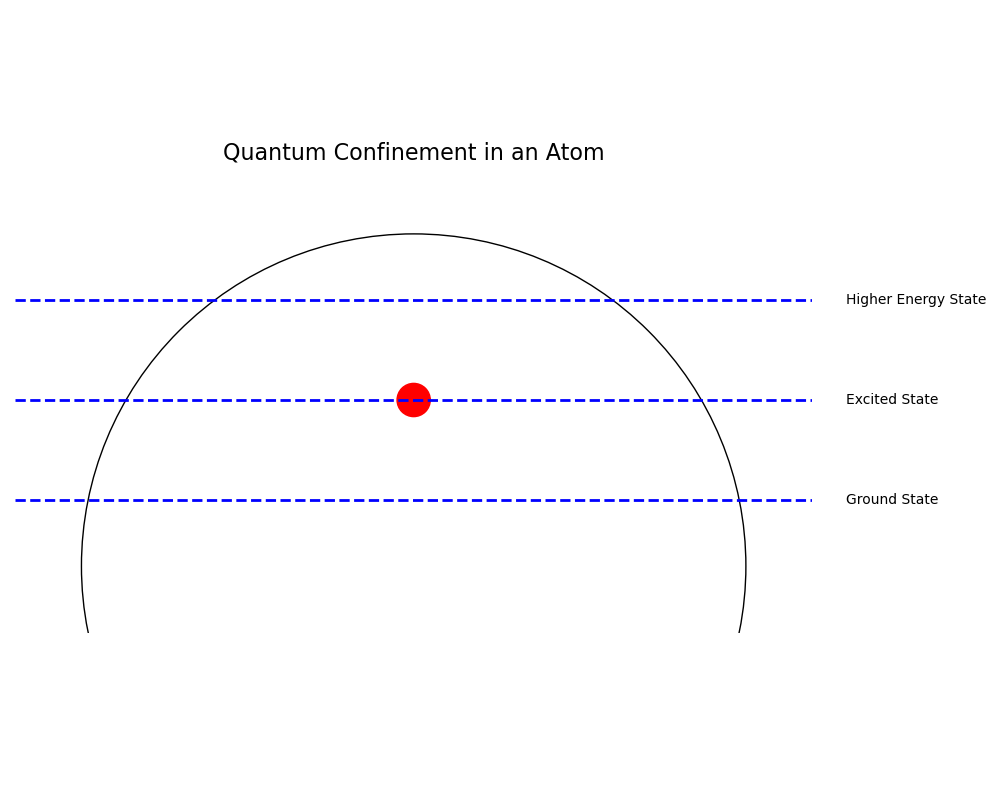 Quantum Confinement in an Atom
Higher Energy State
Excited State
Ground State